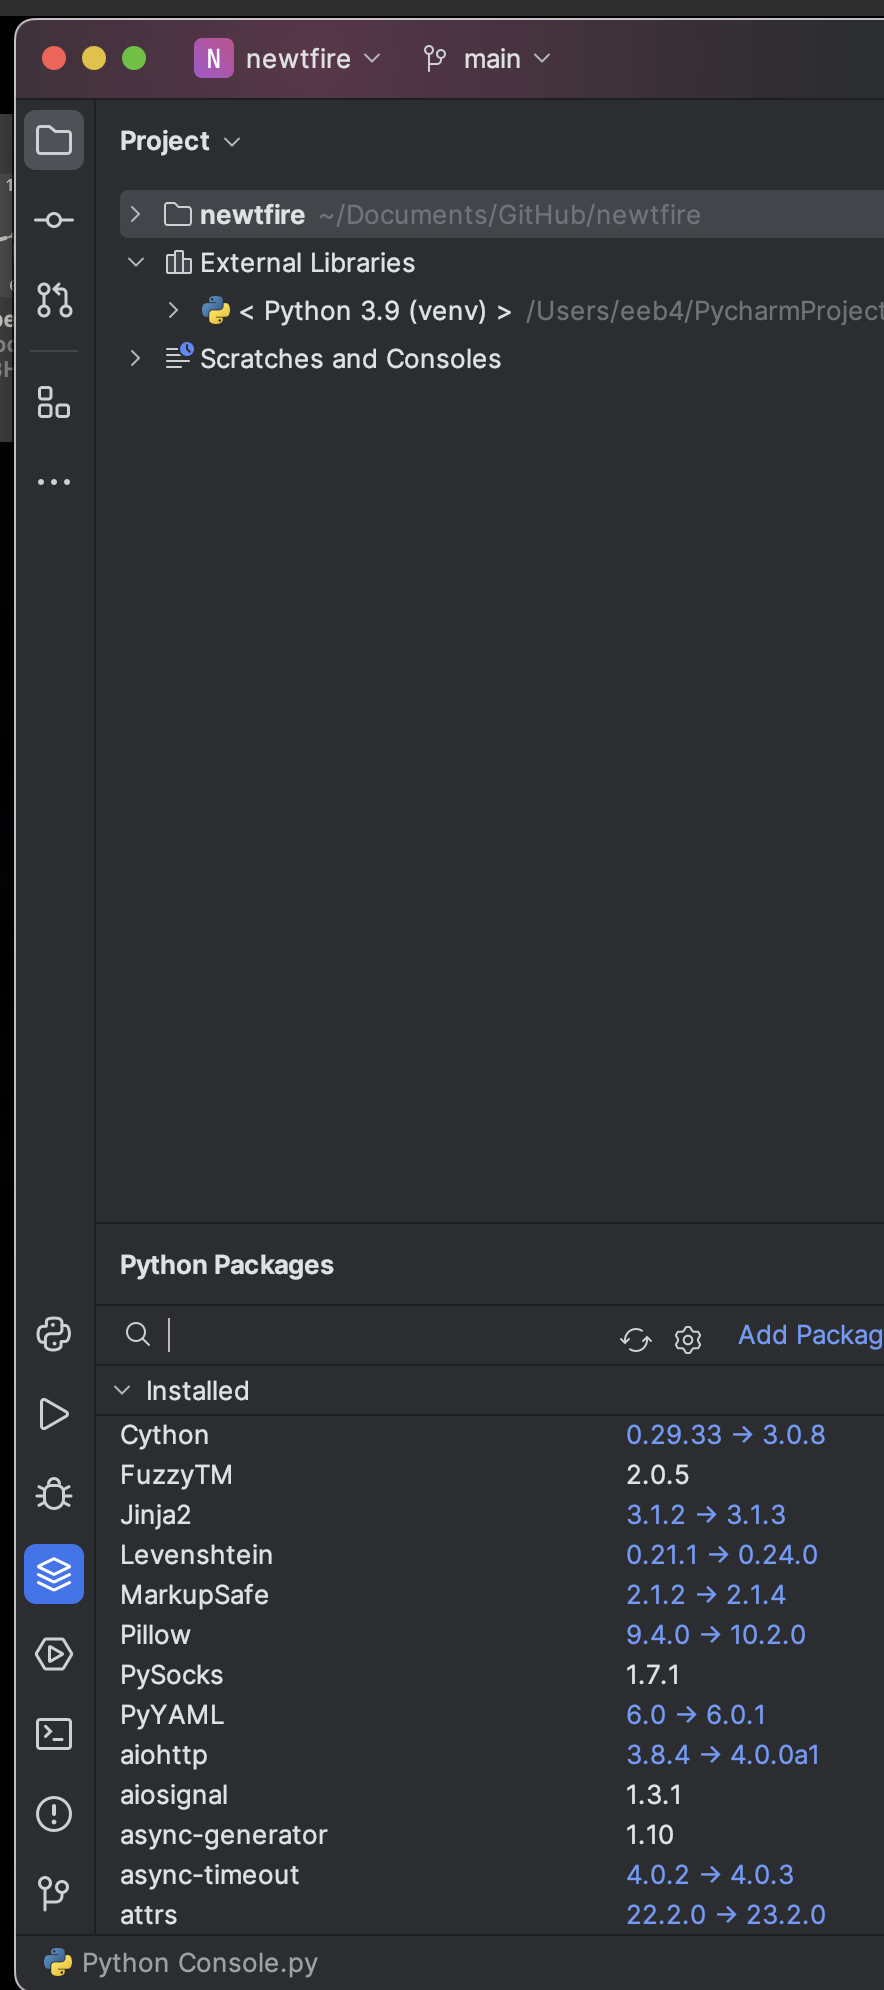 N newtfire main
Project
newtfire ~/Documents/GitHub/newtfire
External Libraries
< Python 3.9 (venv) > /Users/eeb4/PycharmProject
Scratches and Consoles
Python Packages
Add Packag
Installed
Cython 0.29.33 → 3.0.8
FuzzyTM 2.0.5
Jinja2 3.1.2 → 3.1.3
Levenshtein 0.21.1 → 0.24.0
MarkupSafe 2.1.2 → 2.1.4
Pillow 9.4.0 → 10.2.0
PySocks 1.7.1
PyYAML 6.0 → 6.0.1
aiohttp 3.8.4 → 4.0.0a1
aiosignal 1.3.1
async-generator 1.10
async-timeout 4.0.2 → 4.0.3
attrs 22.2.0 → 23.2.0
Python Console.py